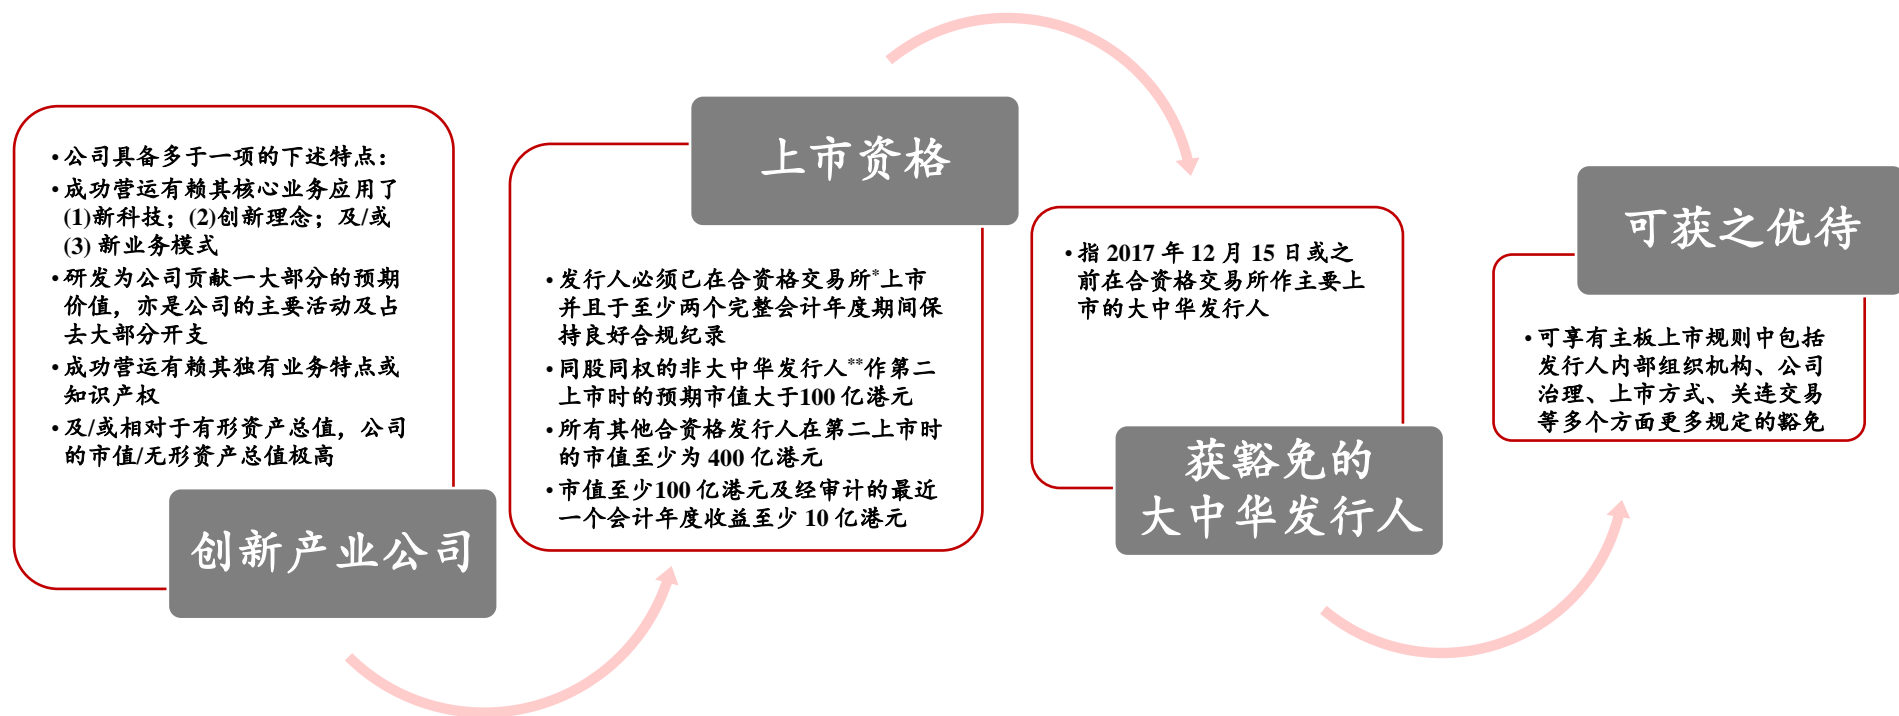 •公司具备多于一项的下述特点：
•成功营运有赖其核心业务应用了
(1)新科技；(2)创新理念；及/或
(3) 新业务模式
•研发为公司贡献一大部分的预期
价值，亦是公司的主要活动及占
去大部分开支
•成功营运有赖其独有业务特点或
知识产权
•及/或相对于有形资产总值，公司
的市值/无形资产总值极高
创新产业公司
上市资格
•发行人必须已在合资格交易所*上市
并且于至少两个完整会计年度期间保
持良好合规纪录
•同股同权的非大中华发行人**作第二
上市时的预期市值大于100 亿港元
•所有其他合资格发行人在第二上市时
的市值至少为 400 亿港元
•市值至少100 亿港元及经审计的最近
一个会计年度收益至少 10 亿港元
•指 2017 年 12 月 15 日或之
前在合资格交易所作主要上
市的大中华发行人
获豁免的
大中华发行人
可获之优待
•可享有主板上市规则中包括
发行人内部组织机构、公司
治理、上市方式、关连交易
等多个方面更多规定的豁免